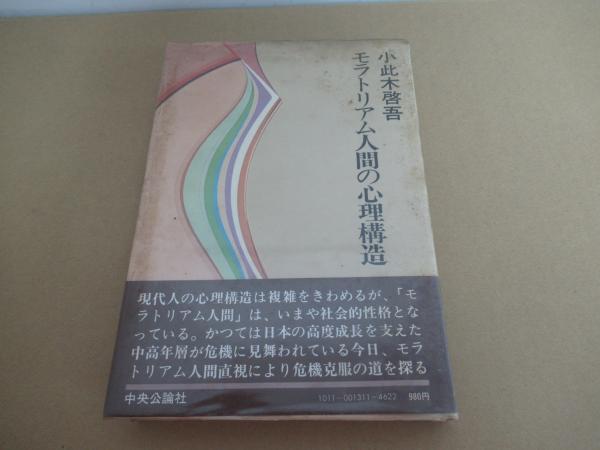 小此木啓吾
モラトリアム人間の心理構造
現代人の心理構造は複雑をきわめるが、「モ
ラトリアム人間」は、いまや社会的性格とな
っている。かつては日本の高度成長を支えた
中高年層が危機に見舞われている今日、モラ
トリアム人間直視により危機克服の道を探る
中央公論社
1011-001311-4622 980円